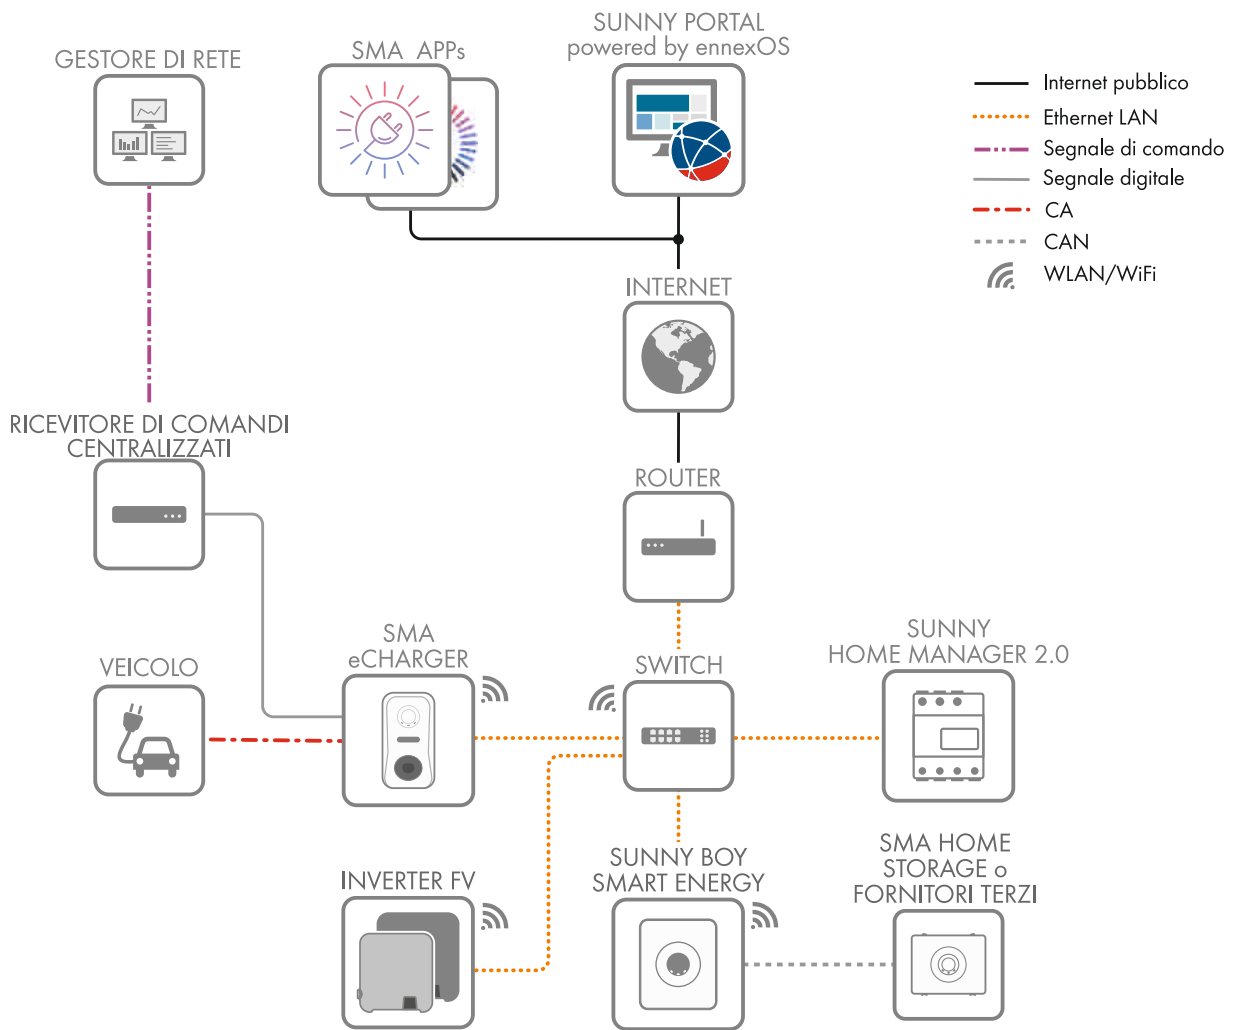 GESTORE DI RETE
SMA APPs
SUNNY PORTAL
powered by ennexOS
Internet pubblico
Ethernet LAN
Segnale di comando
Segnale digitale
CA
CAN
WLAN/WiFi
INTERNET
RICEVITORE DI COMANDI
CENTRALIZZATI
ROUTER
VEICOLO
SMA
eCHARGER
SWITCH
SUNNY
HOME MANAGER 2.0
INVERTER FV
SUNNY BOY
SMART ENERGY
SMA HOME
STORAGE o
FORNITORI TERZI